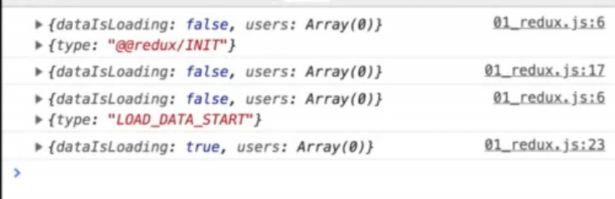 ▶{dataIsLoading: false, users: Array(0)} 01_redux.js:6
▶{type: "@@redux/INIT"}
▶{dataIsLoading: false, users: Array(0)} 01_redux.js:17
▶{dataIsLoading: false, users: Array(0)} 01_redux.js:6
▶{type: "LOAD_DATA_START"}
▶{dataIsLoading: true, users: Array(0)} 01_redux.js:23
>